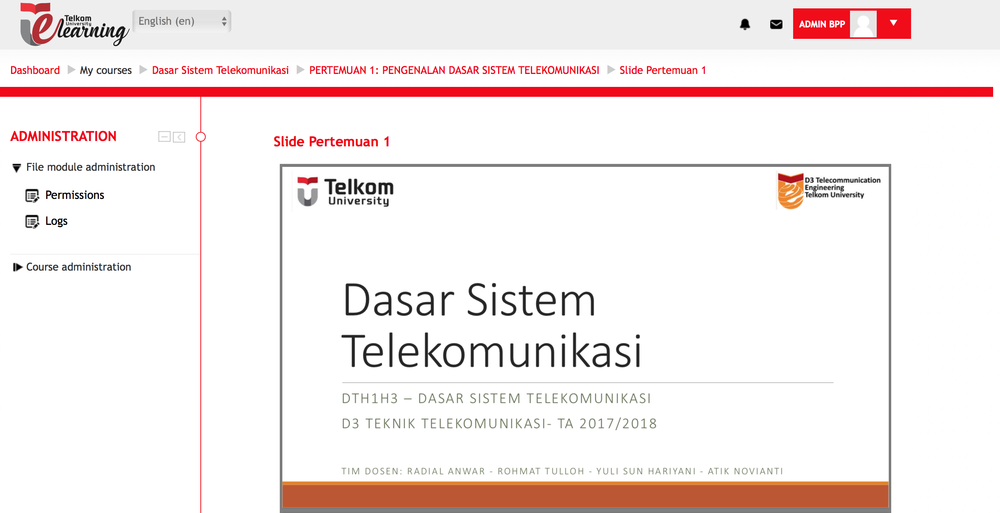 Telkom
University
elearning
English (en)
ADMIN BPP
Dashboard My courses Dasar Sistem Telekomunikasi PERTEMUAN 1: PENGENALAN DASAR SISTEM TELEKOMUNIKASI Slide Pertemuan 1
ADMINISTRATION
File module administration
Permissions
Logs
Course administration
Slide Pertemuan 1
Telkom
University
D3 Telecommunication
Engineering
Telkom University
Dasar Sistem
Telekomunikasi
DTH1H3 – DASAR SISTEM TELEKOMUNIKASI
D3 TEKNIK TELEKOMUNIKASI- TA 2017/2018
TIM DOSEN: RADIAL ANWAR - ROHMAT TULLOH - YULI SUN HARIYANI - ATIK NOVIANTI